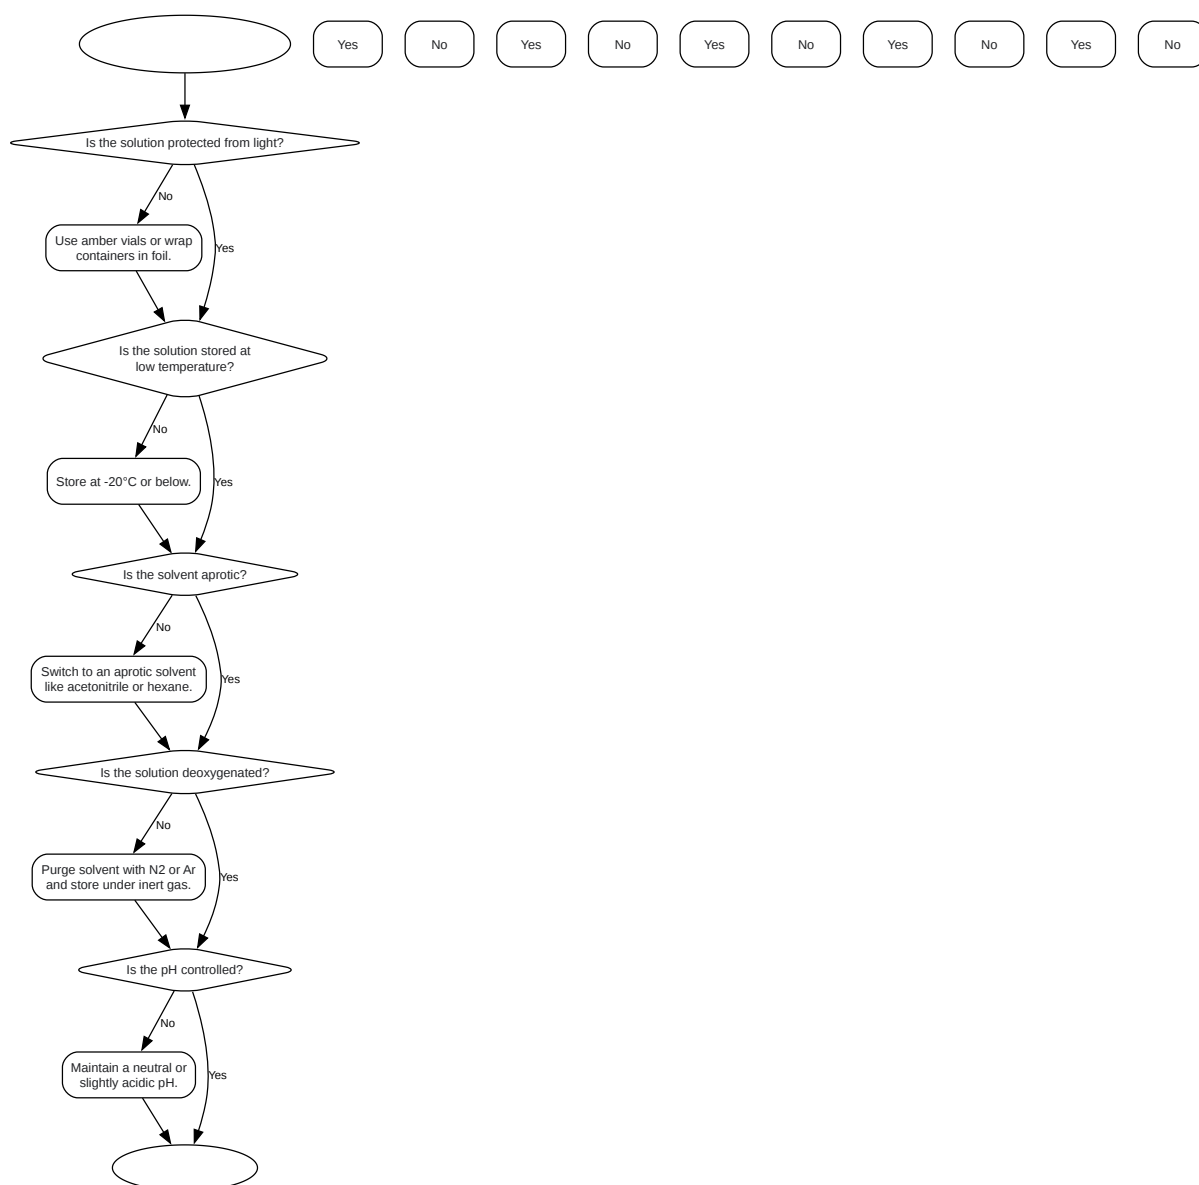 Yes
No
Yes
No
Yes
No
Yes
No
Yes
No
Is the solution protected from light?
No
Use amber vials or wrap
containers in foil.
Yes
Is the solution stored at
low temperature?
No
Store at -20°C or below.
Yes
Is the solvent aprotic?
No
Switch to an aprotic solvent
like acetonitrile or hexane.
Yes
Is the solution deoxygenated?
No
Purge solvent with N2 or Ar
and store under inert gas.
Yes
Is the pH controlled?
No
Maintain a neutral or
slightly acidic pH.
Yes